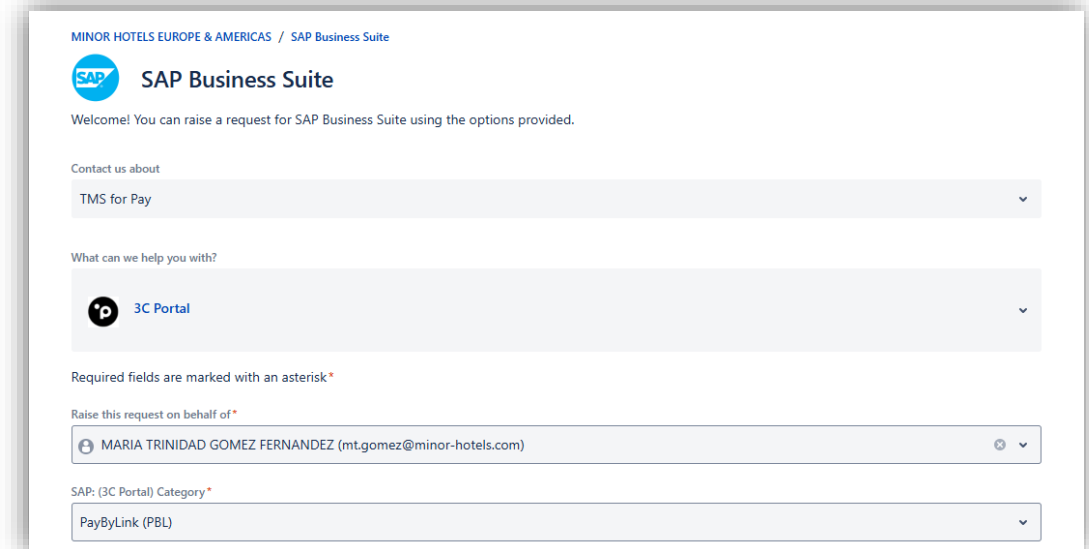 MINOR HOTELS EUROPE & AMERICAS / SAP Business Suite
SAP
SAP Business Suite
Welcome! You can raise a request for SAP Business Suite using the options provided.
Contact us about
TMS for Pay
What can we help you with?
p
3C Portal
Required fields are marked with an asterisk*
Raise this request on behalf of*
MARIA TRINIDAD GOMEZ FERNANDEZ (mt.gomez@minor-hotels.com)
SAP: (3C Portal) Category*
PayByLink (PBL)